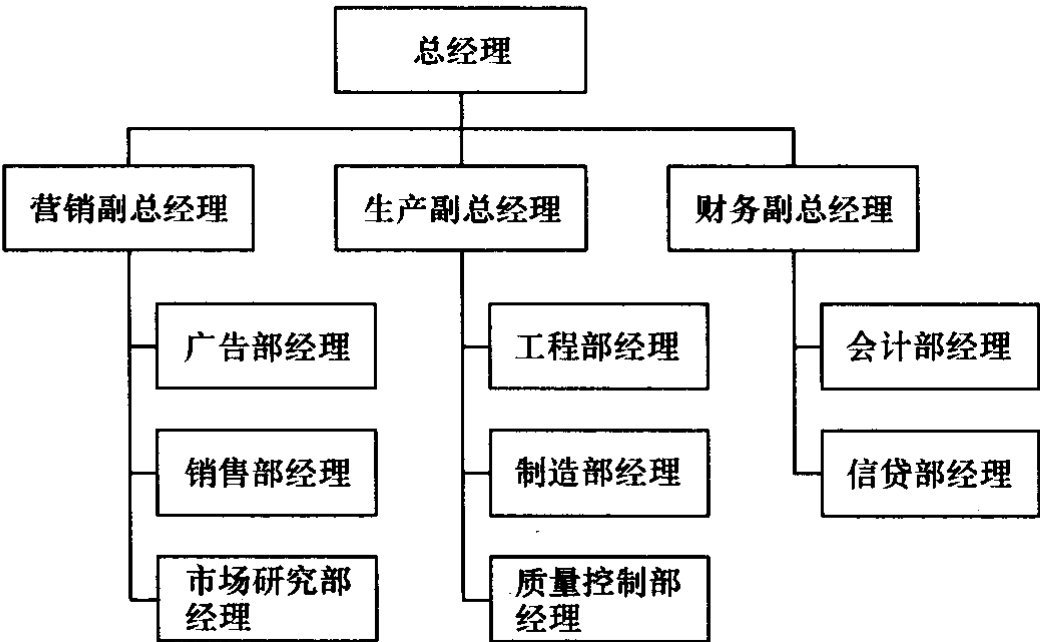 总经理
营销副总经理
生产副总经理
财务副总经理
广告部经理
工程部经理
会计部经理
销售部经理
制造部经理
信贷部经理
市场研究部
经理
质量控制部
经理